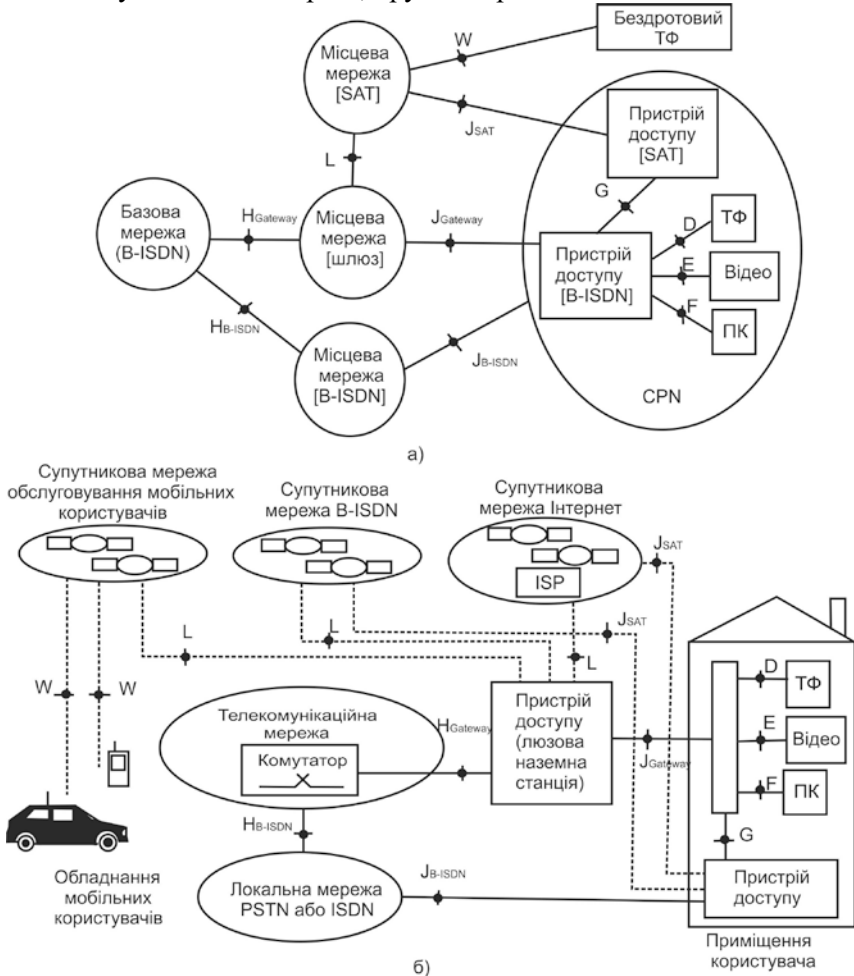 Бездротовий
ТФ
W
Місцева
мережа
[SAT]
JSAT
Пристрій
доступу
[SAT]
L
G
D
ТФ
Базова
мережа
(B-ISDN)
HGateway
Місцева
мережа
[шлюз]
JGateway
Пристрій
доступу
[B-ISDN]
E
Відео
F
ПК
HB-ISDN
Місцева
мережа
[B-ISDN]
JB-ISDN
CPN
а)
Супутникова мережа
обслуговування мобільних
користувачів
Супутникова
мережа B-ISDN
Супутникова
мережа Інтернет
ISP
JSAT
JSAT
L
L
L
W
W
Телекомунікаційна
мережа
Комутатор
HGateway
Пристрій
доступу
(люзова
наземна
станція)
JGateway
D
ТФ
E
Відео
F
ПК
G
HB-ISDN
Обладнання
мобільних
користувачів
Локальна мережа
PSTN або ISDN
JB-ISDN
Пристрій
доступу
Приміщення
користувача
б)